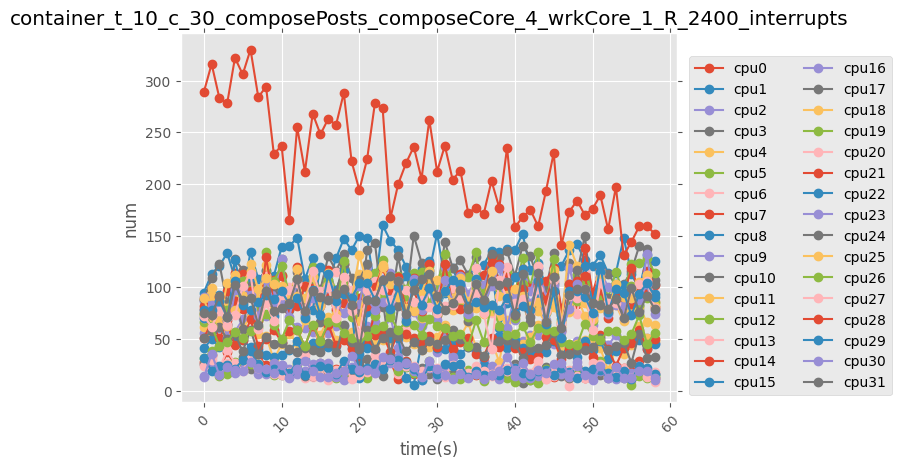 container_t_10_c_30_composePosts_composeCore_4_wrkCore_1_R_2400_interrupts
num
300
250
200
150
100
50
0
0 10 20 30 40 50 60
time(s)
cpu0 cpu16
cpu1 cpu17
cpu2 cpu18
cpu3 cpu19
cpu4 cpu20
cpu5 cpu21
cpu6 cpu22
cpu7 cpu23
cpu8 cpu24
cpu9 cpu25
cpu10 cpu26
cpu11 cpu27
cpu12 cpu28
cpu13 cpu29
cpu14 cpu30
cpu15 cpu31